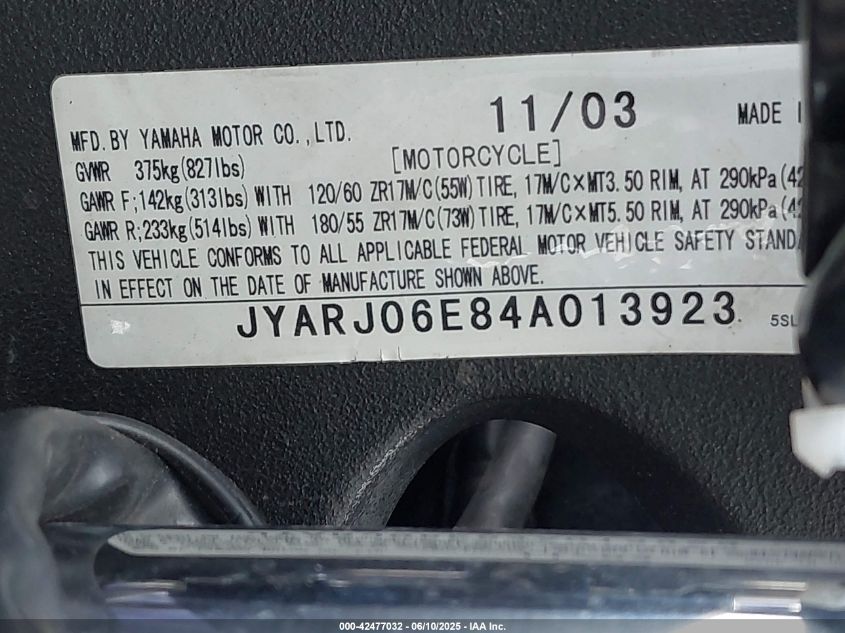 11/03 MADE
MFD. BY YAMAHA MOTOR CO., LTD.
[MOTORCYCLE]
GVWR 375kg(827lbs)
GAWR F;142kg(313lbs) WITH 120/60 ZR17M/C(55W) TIRE, 17M/C×MT3.50 RIM, AT 290kPa(42
GAWR R;233kg(514lbs) WITH 180/55 ZR17M/C(73W) TIRE, 17M/C×MT5.50 RIM, AT 290kPa(42
THIS VEHICLE CONFORMS TO ALL APPLICABLE FEDERAL MOTOR VEHICLE SAFETY STANDA
IN EFFECT ON THE DATE OF MANUFACTURE SHOWN ABOVE.
JYARJ06E84A013923 5SL
000-42477032 - 06/10/2025 - IAA Inc.